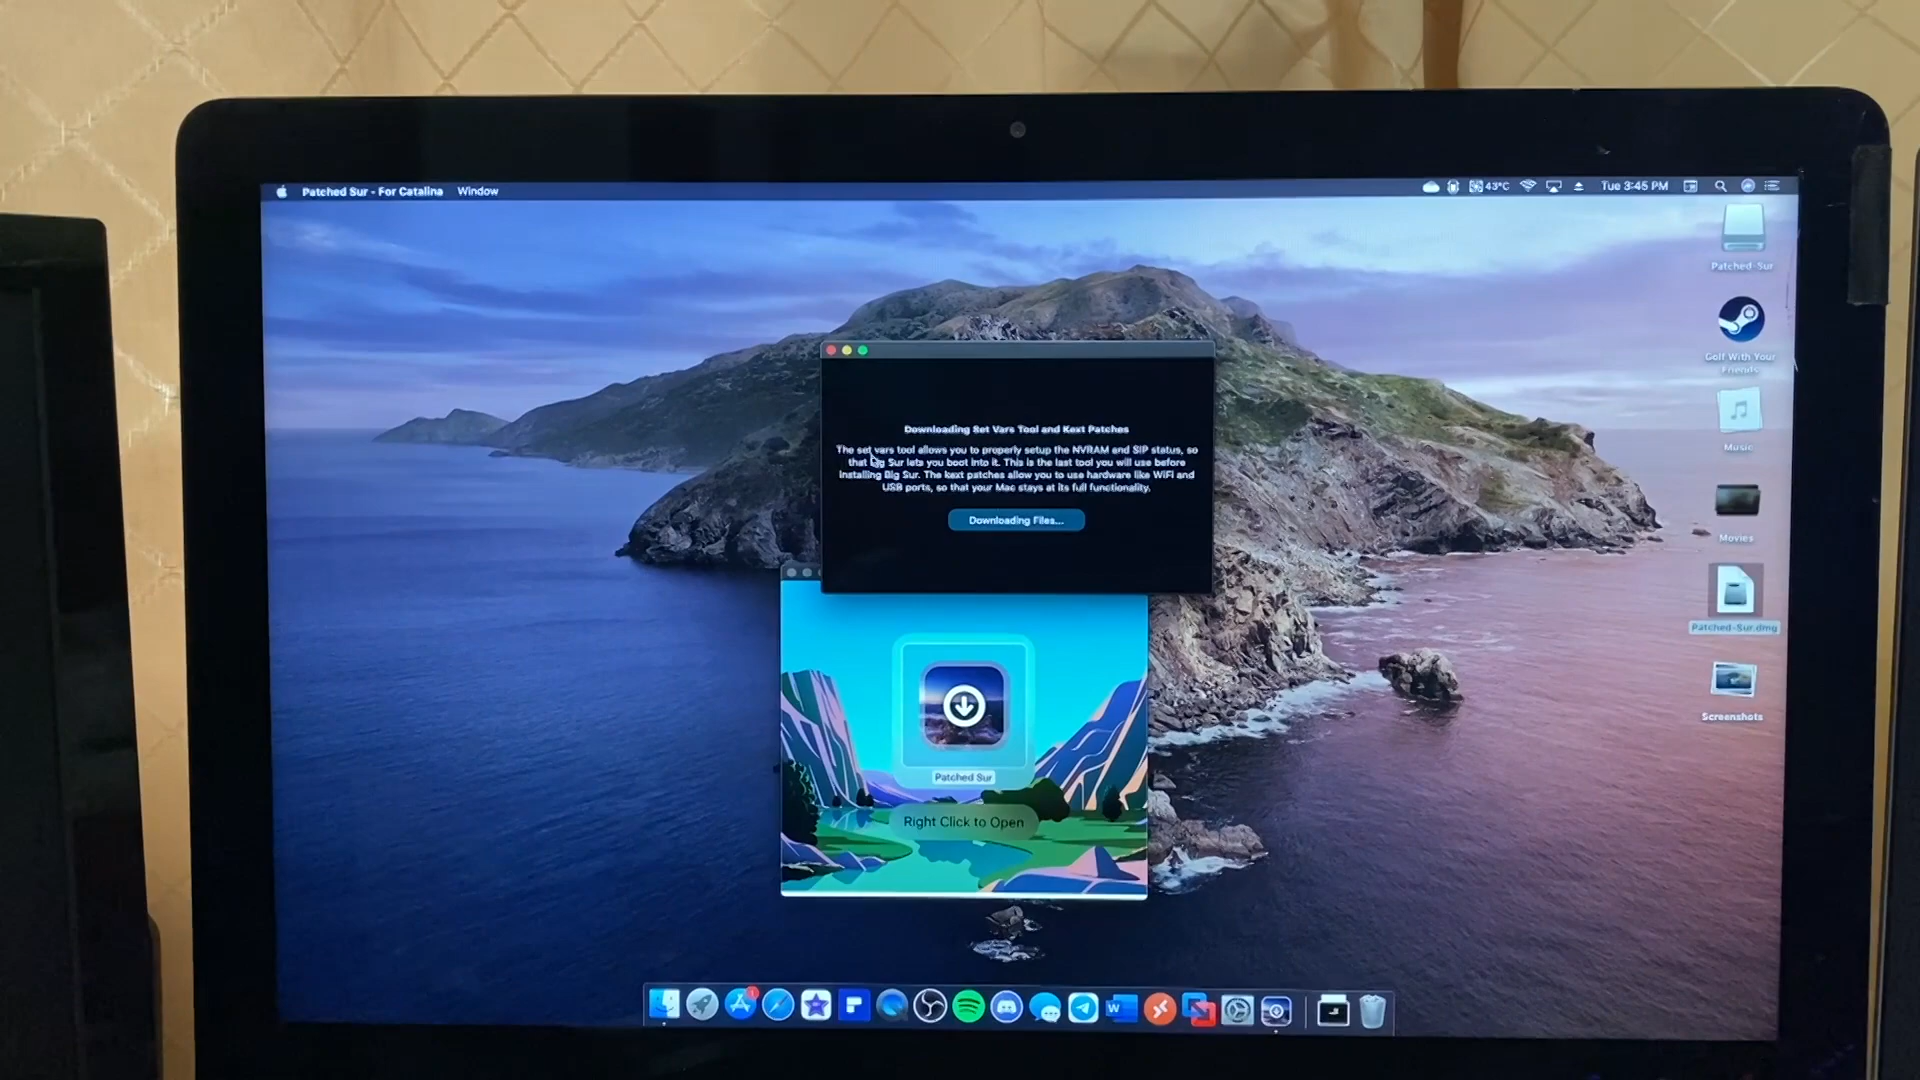 Patched Sur - For Catalina Window
43°C Tue 3:45 PM
Patched-Sur
Golf With Your
Friends
Music
Movies
Patched-Sur.dmg
Screenshots
Downloading Set Vars Tool and Kext Patches
The set vars tool allows you to properly setup the NVRAM and SIP status, so
that Big Sur lets you boot into it. This is the last tool you will use before
installing Big Sur. The kext patches allow you to use hardware like WiFi and
USB ports, so that your Mac stays at its full functionality.
Downloading Files...
Patched Sur
Right Click to Open
1
W